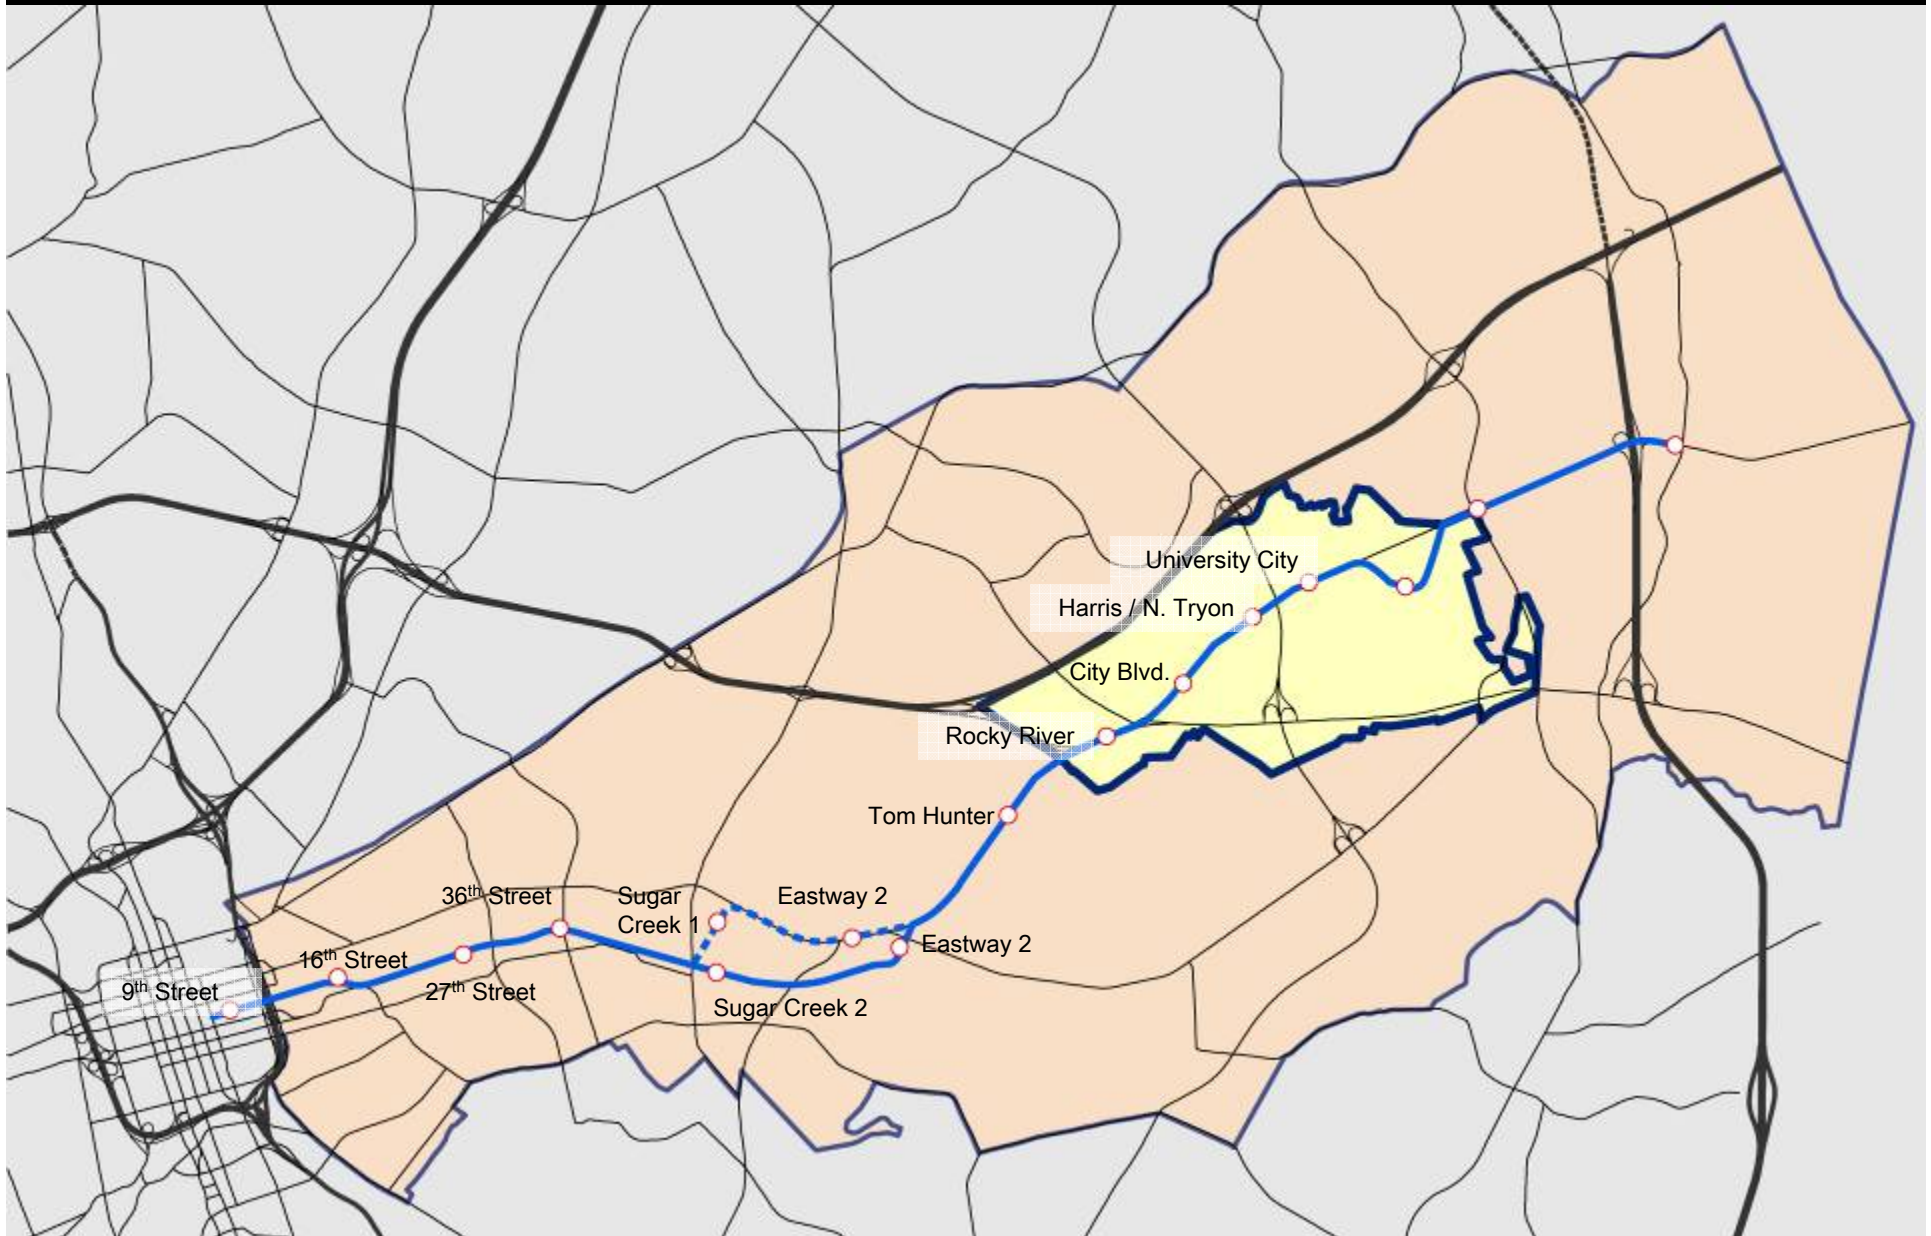 University City
Harris / N. Tryon
City Blvd.
Rocky River
Tom Hunter
36th Street
Sugar
Creek 1
Eastway 2
Eastway 2
16th Street
9th Street
27th Street
Sugar Creek 2